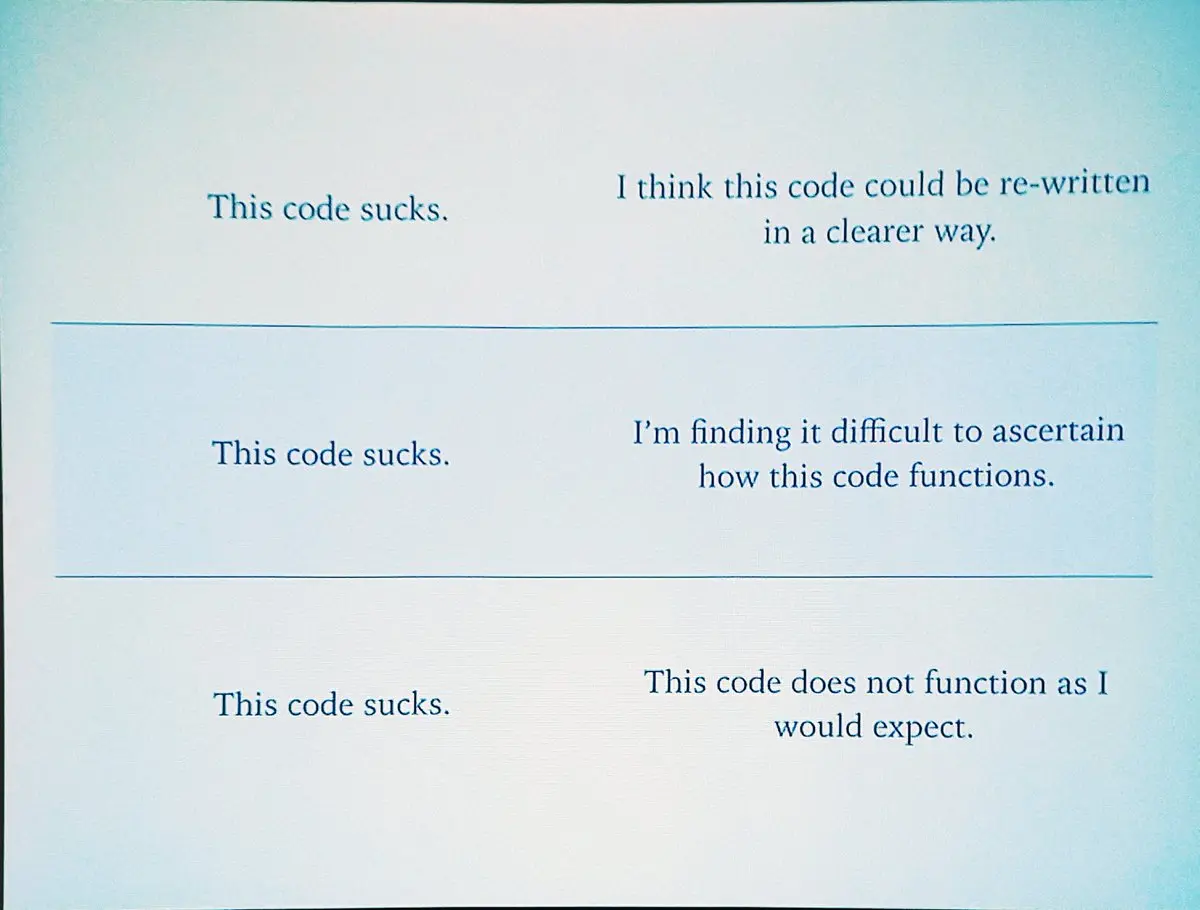 This code sucks.
I think this code could be re-written
in a clearer way.
This code sucks.
I'm finding it difficult to ascertain
how this code functions.
This code sucks.
This code does not function as I
would expect.